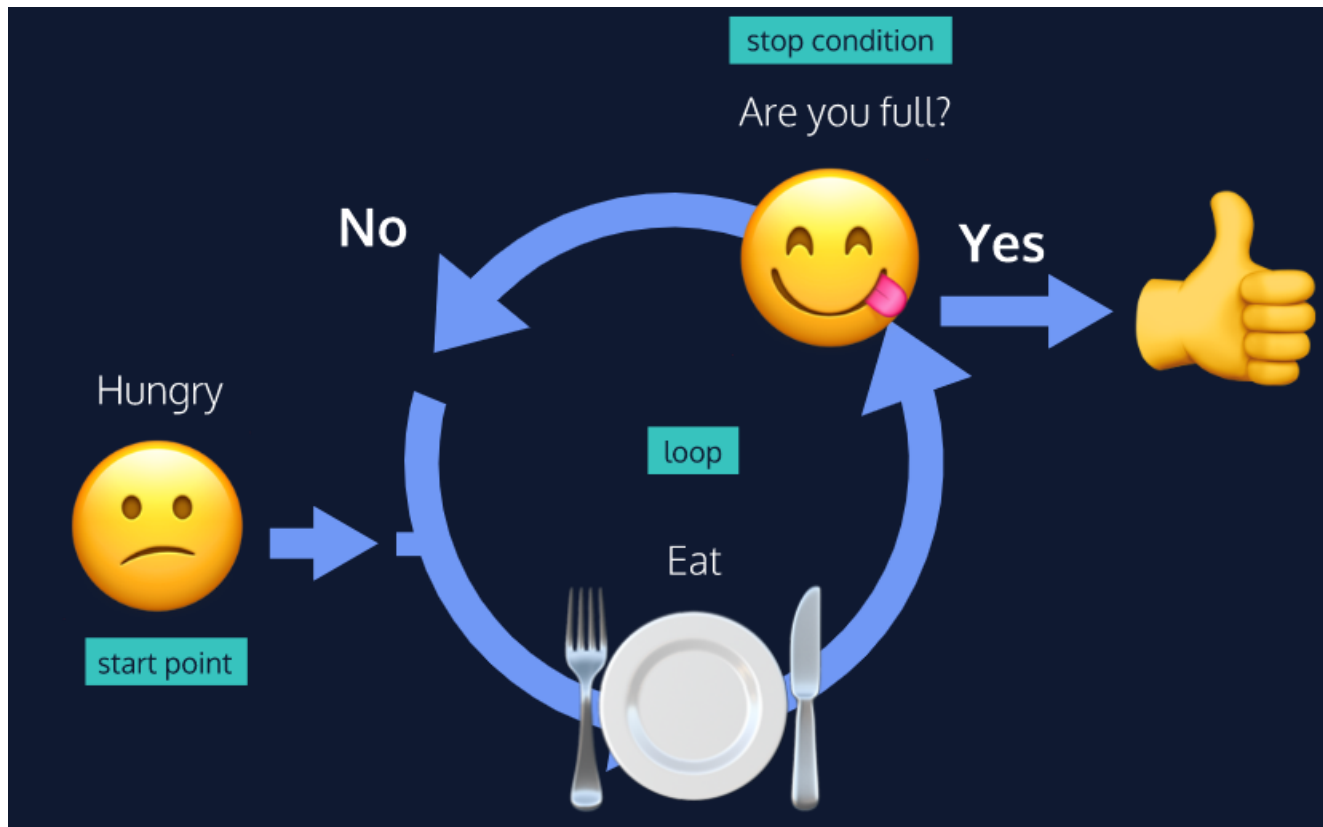 stop condition
Are you full?
No
Yes
Hungry
loop
Eat
start point